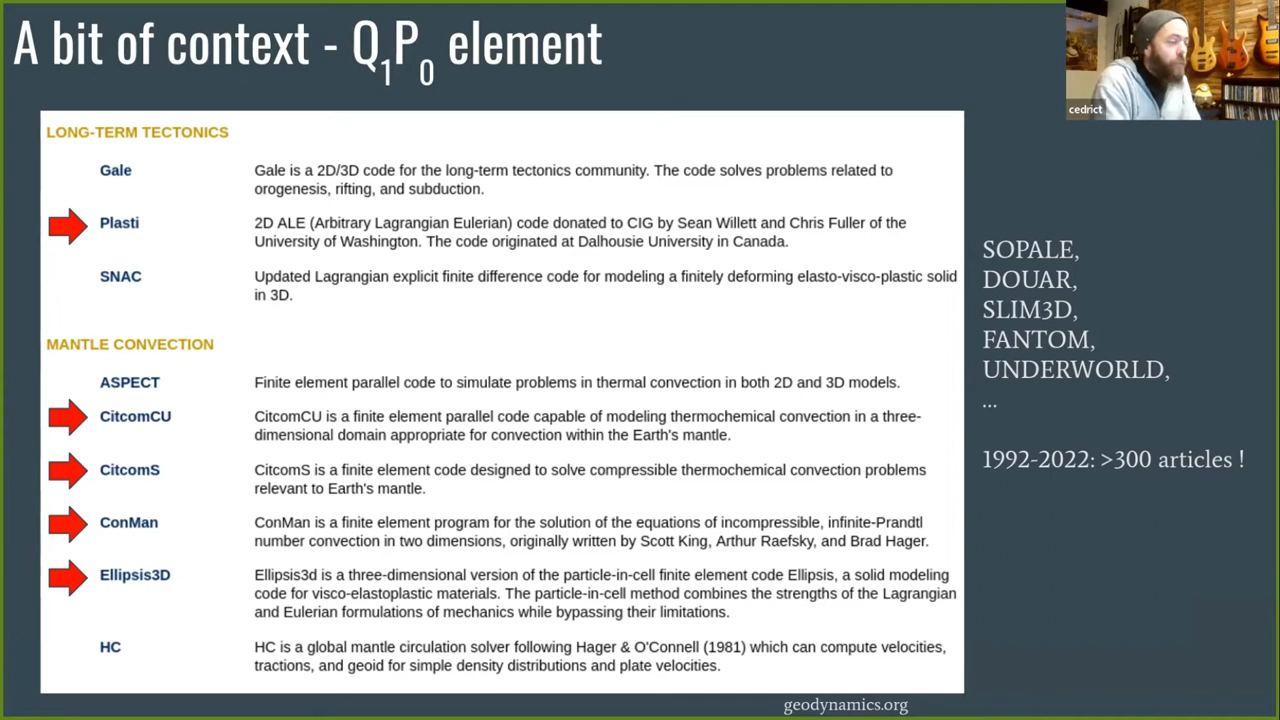 A bit of context - Q1P0 element
cedrict
LONG-TERM TECTONICS
Gale
Gale is a 2D/3D code for the long-term tectonics community. The code solves problems related to
orogenesis, rifting, and subduction.
Plasti
2D ALE (Arbitrary Lagrangian Eulerian) code donated to CIG by Sean Willett and Chris Fuller of the
University of Washington. The code originated at Dalhousie University in Canada.
SNAC
Updated Lagrangian explicit finite difference code for modeling a finitely deforming elasto-visco-plastic solid
in 3D.
MANTLE CONVECTION
ASPECT
Finite element parallel code to simulate problems in thermal convection in both 2D and 3D models.
CitcomCU
CitcomCU is a finite element parallel code capable of modeling thermochemical convection in a three-
dimensional domain appropriate for convection within the Earth's mantle.
CitcomS
CitcomS is a finite element code designed to solve compressible thermochemical convection problems
relevant to Earth's mantle.
ConMan
ConMan is a finite element program for the solution of the equations of incompressible, infinite-Prandtl
number convection in two dimensions, originally written by Scott King, Arthur Raefsky, and Brad Hager.
Ellipsis3D
Ellipsis3d is a three-dimensional version of the particle-in-cell finite element code Ellipsis, a solid modeling
code for visco-elastoplastic materials. The particle-in-cell method combines the strengths of the Lagrangian
and Eulerian formulations of mechanics while bypassing their limitations.
HC
HC is a global mantle circulation solver following Hager & O'Connell (1981) which can compute velocities,
tractions, and geoid for simple density distributions and plate velocities.
SOPALE,
DOUAR,
SLIM3D,
FANTOM,
UNDERWORLD,
...
1992-2022: >300 articles !
geodynamics.org